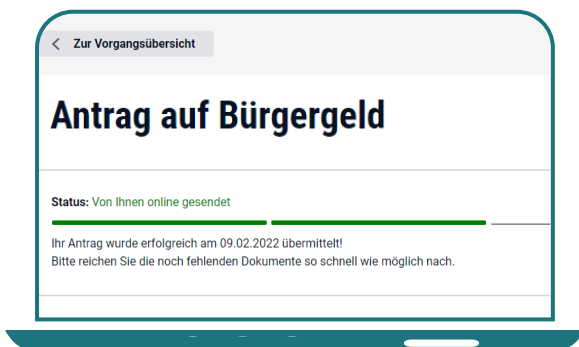 Zur Vorgangsübersicht
Antrag auf Bürgergeld
Status: Von Ihnen online gesendet
Ihr Antrag wurde erfolgreich am 09.02.2022 übermittelt!
Bitte reichen Sie die noch fehlenden Dokumente so schnell wie möglich nach.